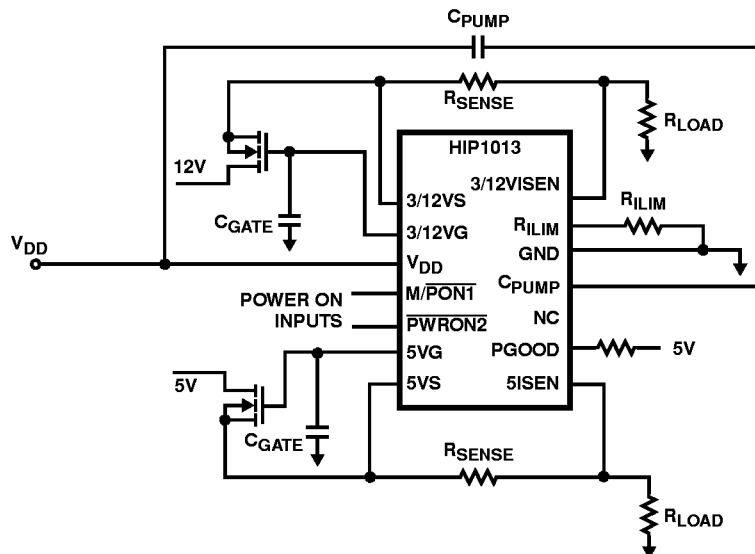 CPUMP
RSENSE
RLOAD
HIP1013
12V
3/12VISEN
3/12VS
RILIM
CGATE
RILIM
3/12VG
GND
VDD
VDD
CPUMP
M/PON1
POWER ON
INPUTS
NC
PWRON2
5VG
PGOOD
5V
5V
5VS
5ISEN
CGATE
RSENSE
RLOAD